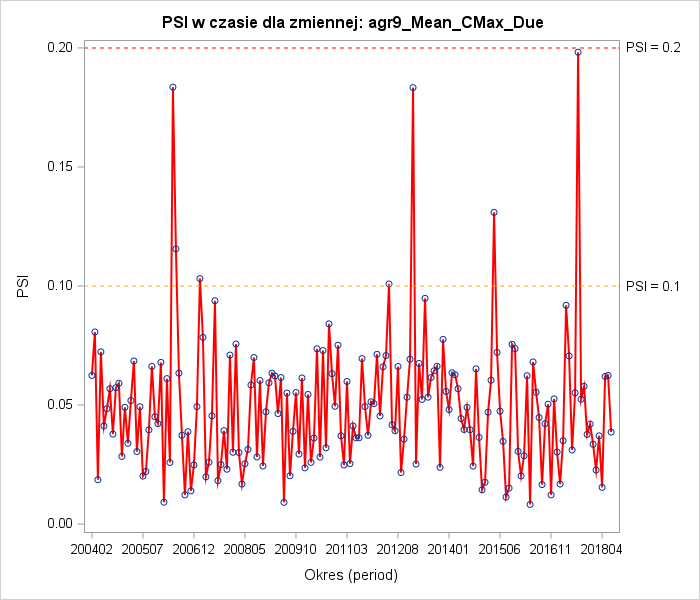 PSI w czasie dla zmiennej: agr9_Mean_CMax_Due
0.20
PSI = 0.2
0.15
PSI
0.10
PSI = 0.1
0.05
0.00
200402 200507 200612 200805 200910 201103 201208 201401 201506 201611 201804
Okres (period)